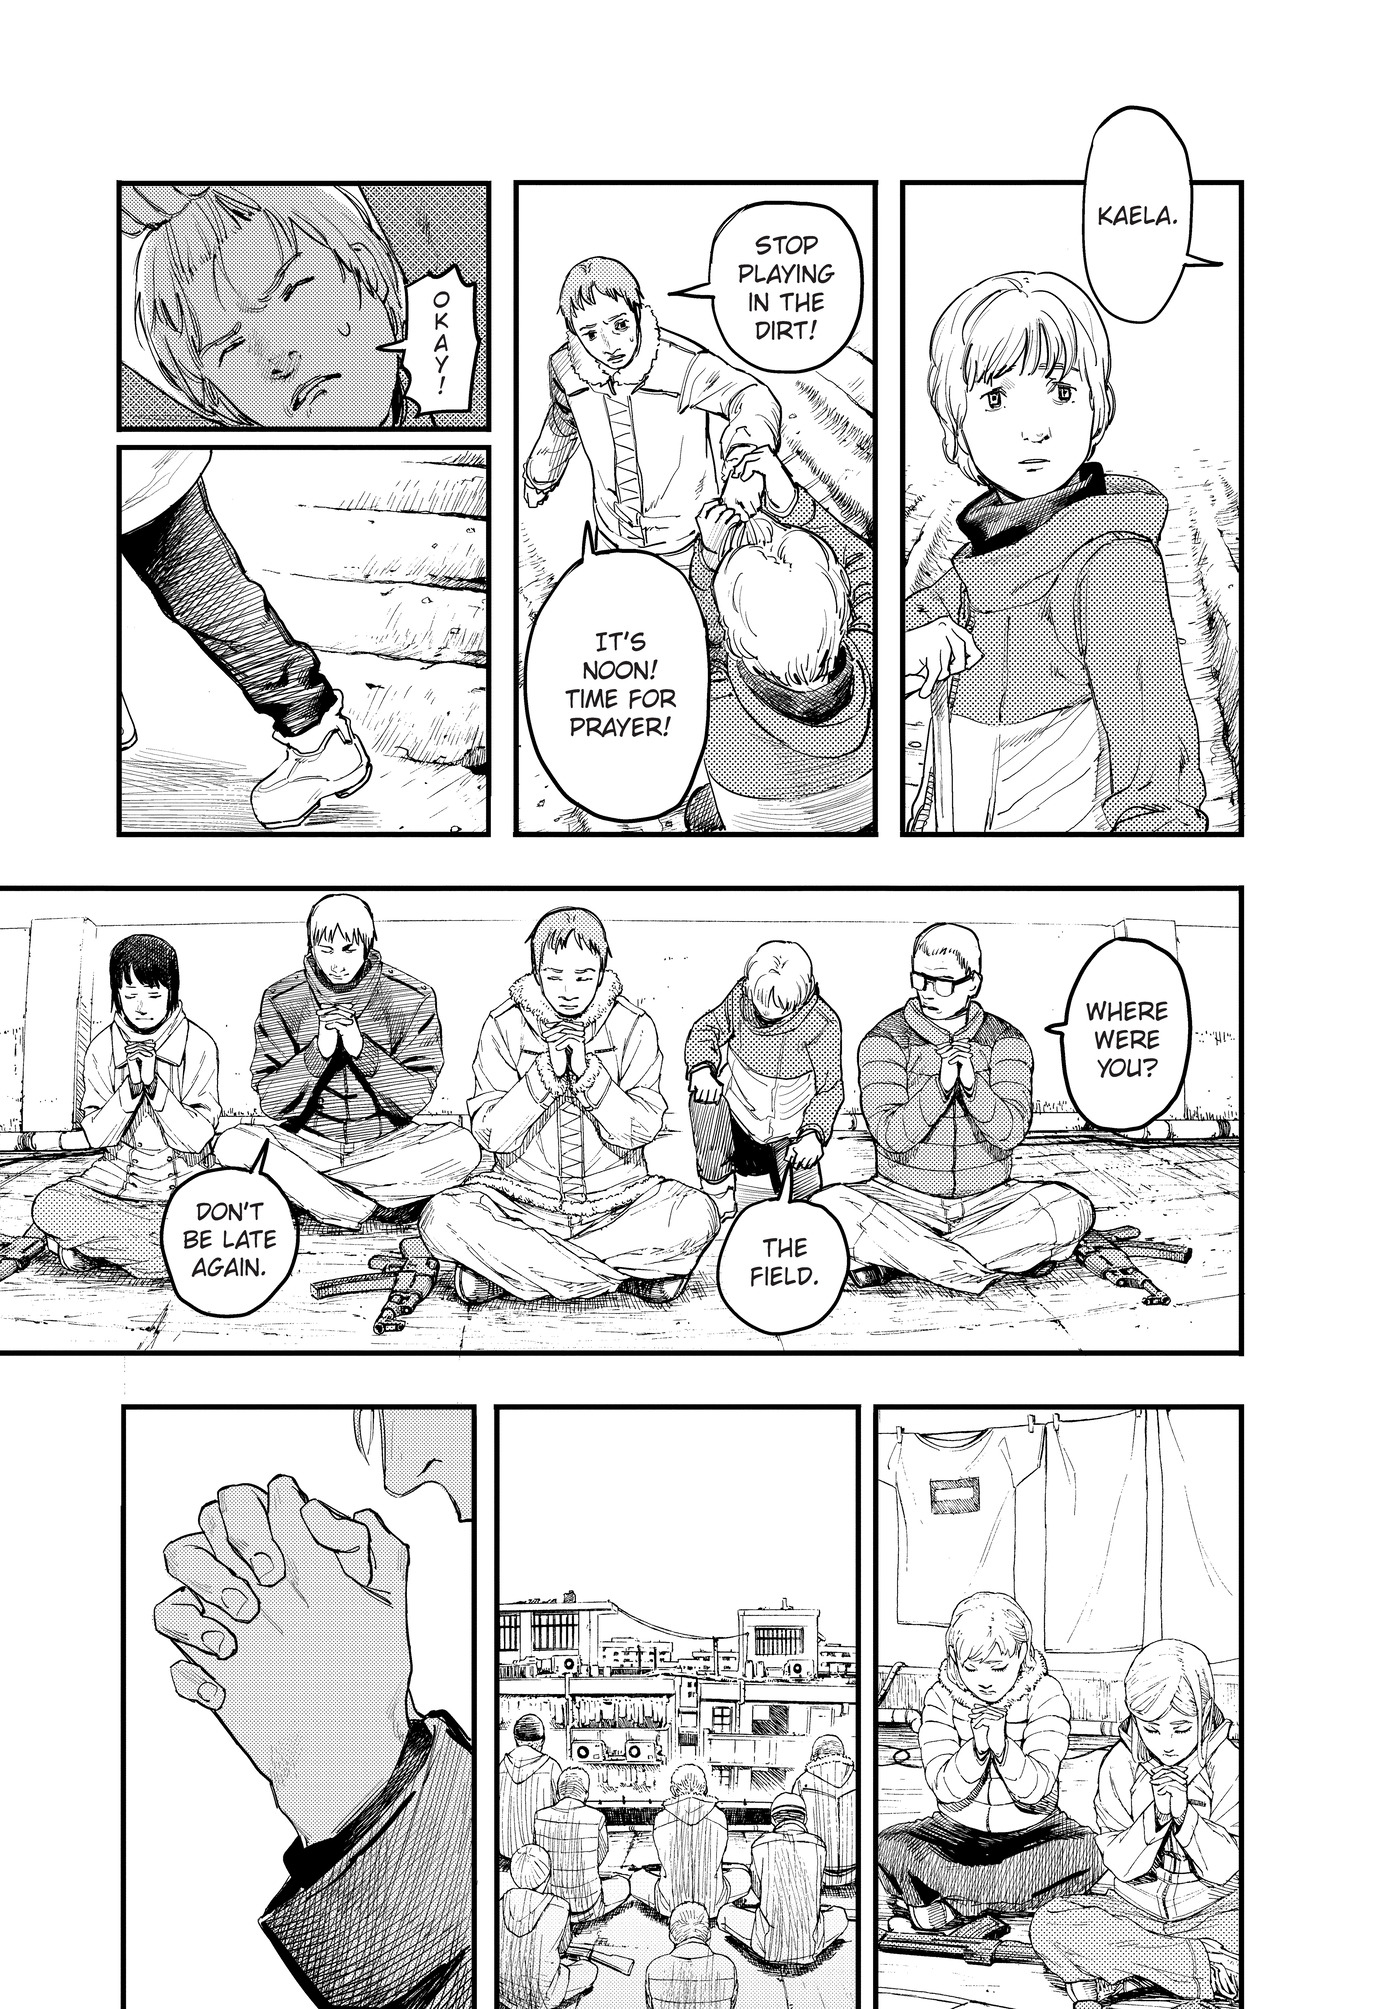 KAELA.
STOP
PLAYING
IN THE
DIRT!
IT'S
NOON!
TIME FOR
PRAYER!
OKAY!
WHERE
WERE
YOU?
THE
FIELD.
DON'T
BE LATE
AGAIN.